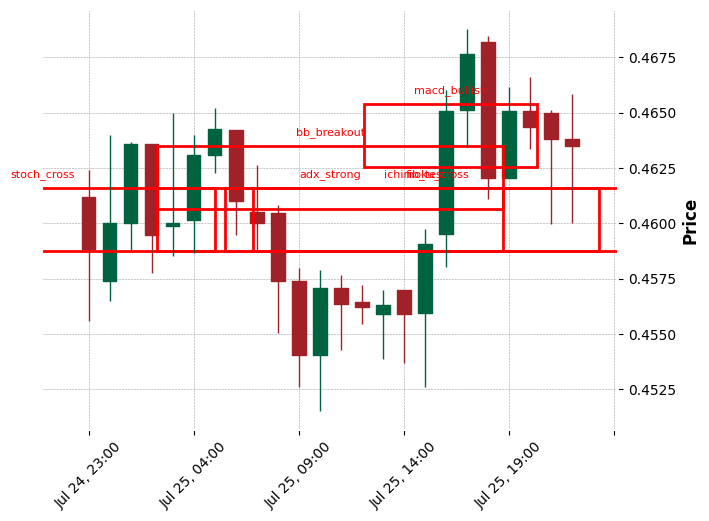 0.4675
macd_bullish
0.4650
bb_breakout
0.4625
stoch_cross
adx_strong
0.4600
Price
0.4575
0.4550
0.4525
Jul 24, 23:00
Jul 25, 04:00
Jul 25, 09:00
Jul 25, 14:00
Jul 25, 19:00